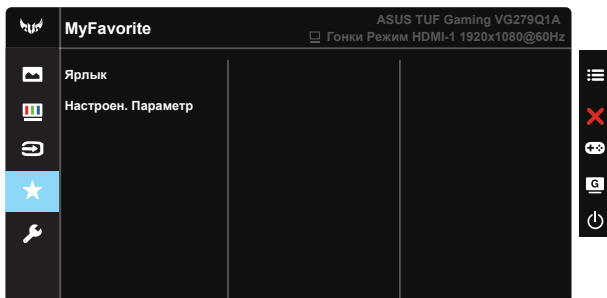 MyFavorite
ASUS TUF Gaming VG279Q1A
Гонки Режим HDMI-1 1920x1080@60Hz
Ярлык
Настроен. Параметр
G